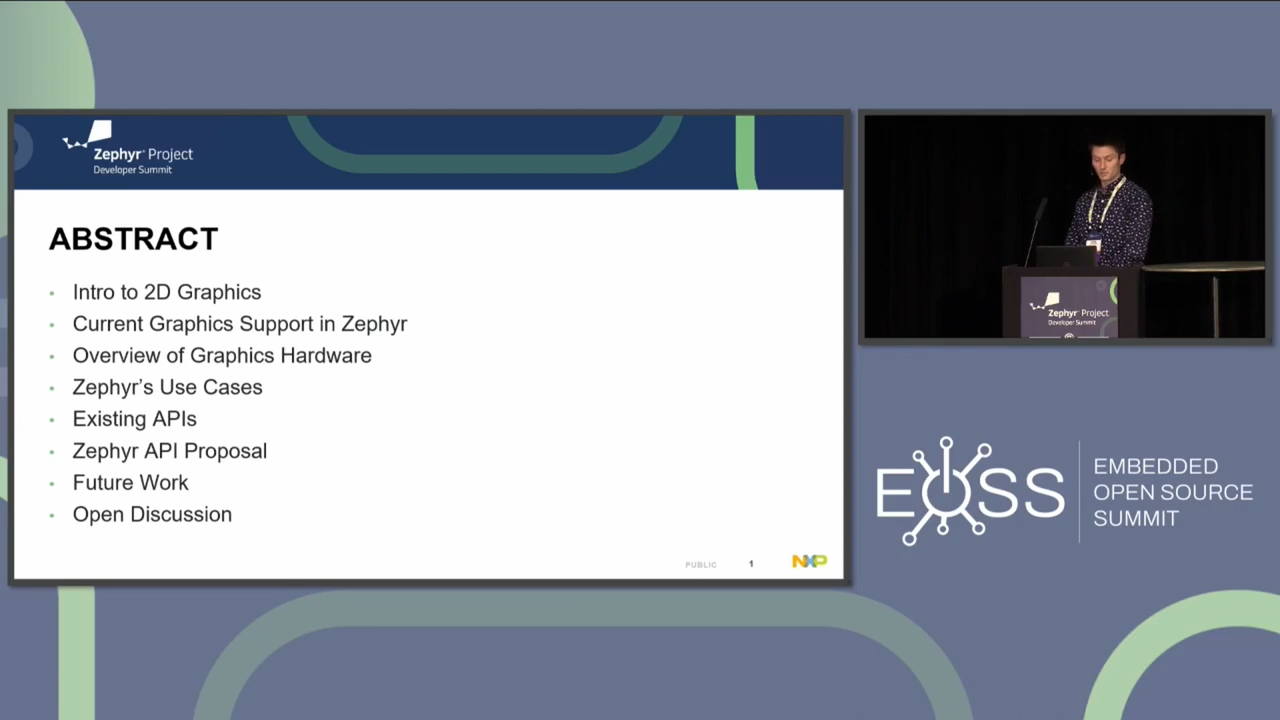 Zephyr® Project
Developer Summit
ABSTRACT
• Intro to 2D Graphics
• Current Graphics Support in Zephyr
• Overview of Graphics Hardware
• Zephyr’s Use Cases
• Existing APIs
• Zephyr API Proposal
• Future Work
• Open Discussion
PUBLIC 1 NXP
Zephyr® Project
Developer Summit
EOSS
EMBEDDED
OPEN SOURCE
SUMMIT